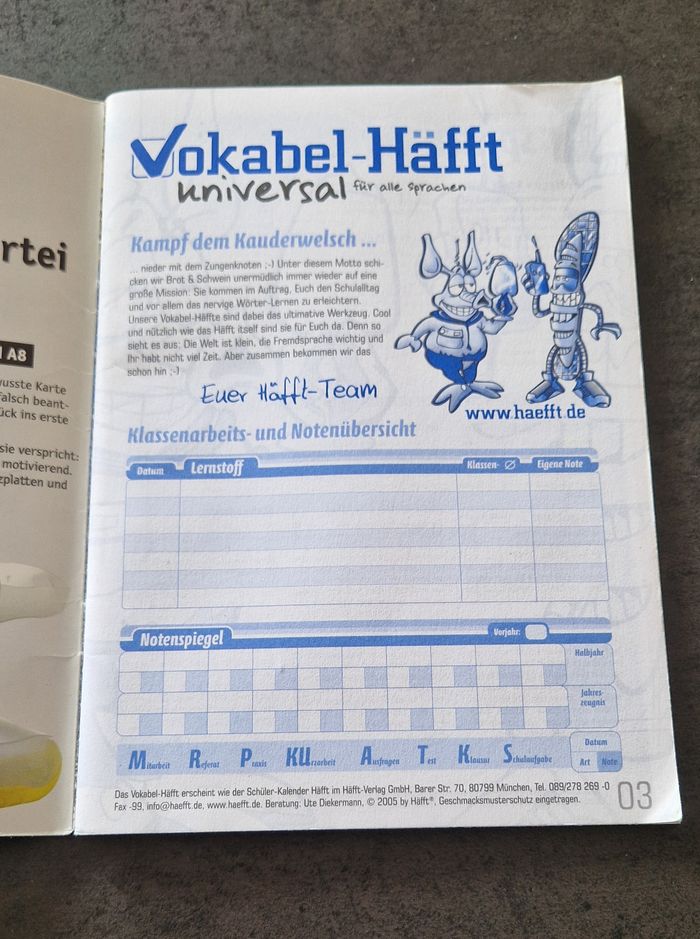 rtei
A8
usste Karte
falsch beant-
ück ins erste
sie verspricht:
motivierend.
zplatten und
Vokabel-Häfft
universal für alle Sprachen
Kampf dem Kauderwelsch ...
... nieder mit dem Zungenknoten ;-) Unter diesem Motto schi-
cken wir Brot & Schwein unermüdlich immer wieder auf eine
große Mission: Sie kommen im Auftrag, Euch den Schulalltag
und vor allem das nervige Wörter-Lernen zu erleichtern.
Unsere Vokabel-Häffte sind dabei das ultimative Werkzeug. Cool
und nützlich wie das Häfft itself sind sie für Euch da. Denn so
sieht es aus: Die Welt ist klein, die Fremdsprache wichtig und
Ihr habt nicht viel Zeit. Aber zusammen bekommen wir das
schon hin ;-)
Euer Häfft-Team
www.haefft.de
Klassenarbeits- und Notenübersicht
Datum Lernstoff Klassen- Ø Eigene Note
Notenspiegel Vorjahr:
Halbjahr
Jahres-
zeugnis
Mitarbeit Referat Praxis KUrzarbeit Ausfragen Test Klausur Schulaufgabe
Datum
Art Note
Das Vokabel-Häfft erscheint wie der Schüler-Kalender Häfft im Häfft-Verlag GmbH, Barer Str. 70, 80799 München, Tel. 089/278 269 -0
Fax -99, info@haefft.de, www.haefft.de. Beratung: Ute Diekermann, © 2005 by Häfft®, Geschmacksmusterschutz eingetragen.
03